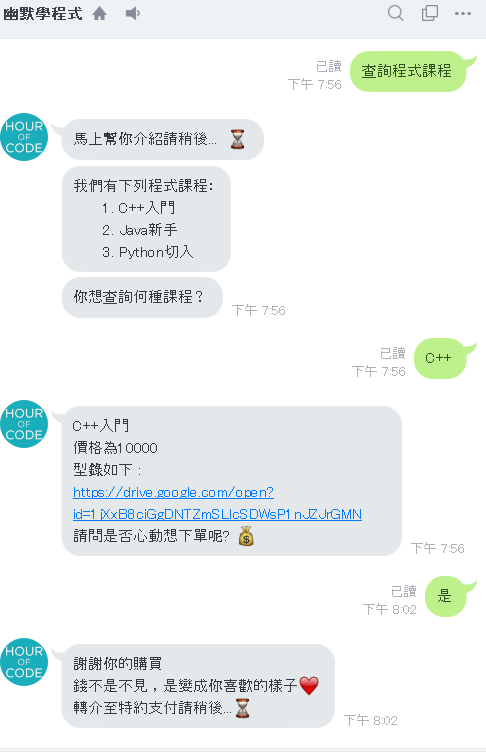 幽默學程式
已讀
下午 7:56
查詢程式課程
HOUR
OF
CODE
馬上幫你介紹請稍後... ⏳
我們有下列程式課程:
1. C++入門
2. Java新手
3. Python切入
你想查詢何種課程？
下午 7:56
已讀
下午 7:56
C++
HOUR
OF
CODE
C++入門
價格為10000
型錄如下：
https://drive.google.com/open?
id=1jXxB8ciGgDNTZmSLIcSDWsP1nJZJrGMN
請問是否心動想下單呢? 💰
下午 7:56
已讀
下午 8:02
是
HOUR
OF
CODE
謝謝你的購買
錢不是不見，是變成你喜歡的樣子❤
轉介至特約支付請稍後...⏳
下午 8:02